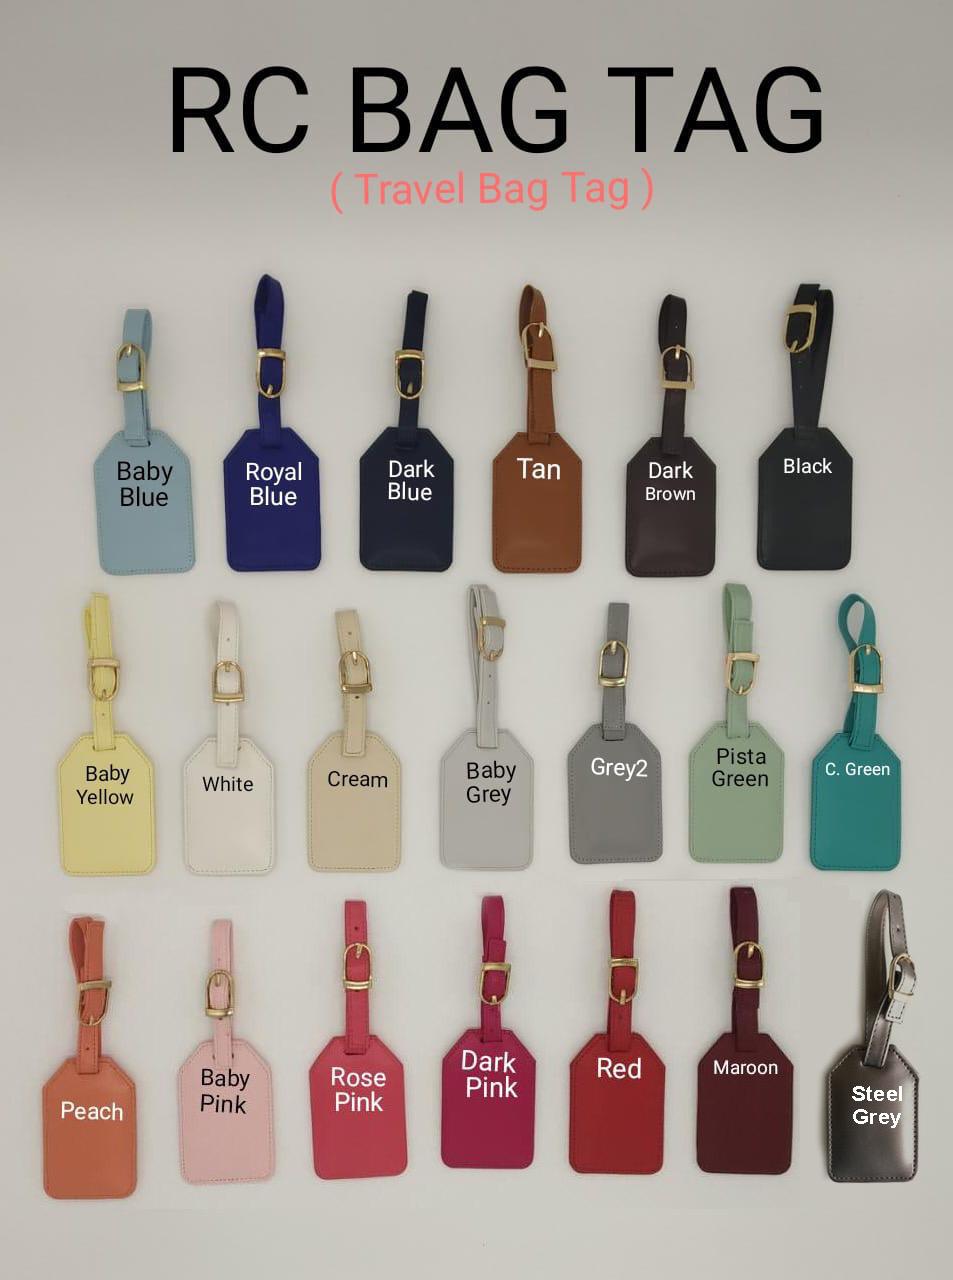 RC BAG TAG
( Travel Bag Tag )
Baby
Blue
Royal
Blue
Dark
Blue
Tan
Dark
Brown
Black
Baby
Yellow
White
Cream
Baby
Grey
Grey2
Pista
Green
C. Green
Peach
Baby
Pink
Rose
Pink
Dark
Pink
Red
Maroon
Steel
Grey